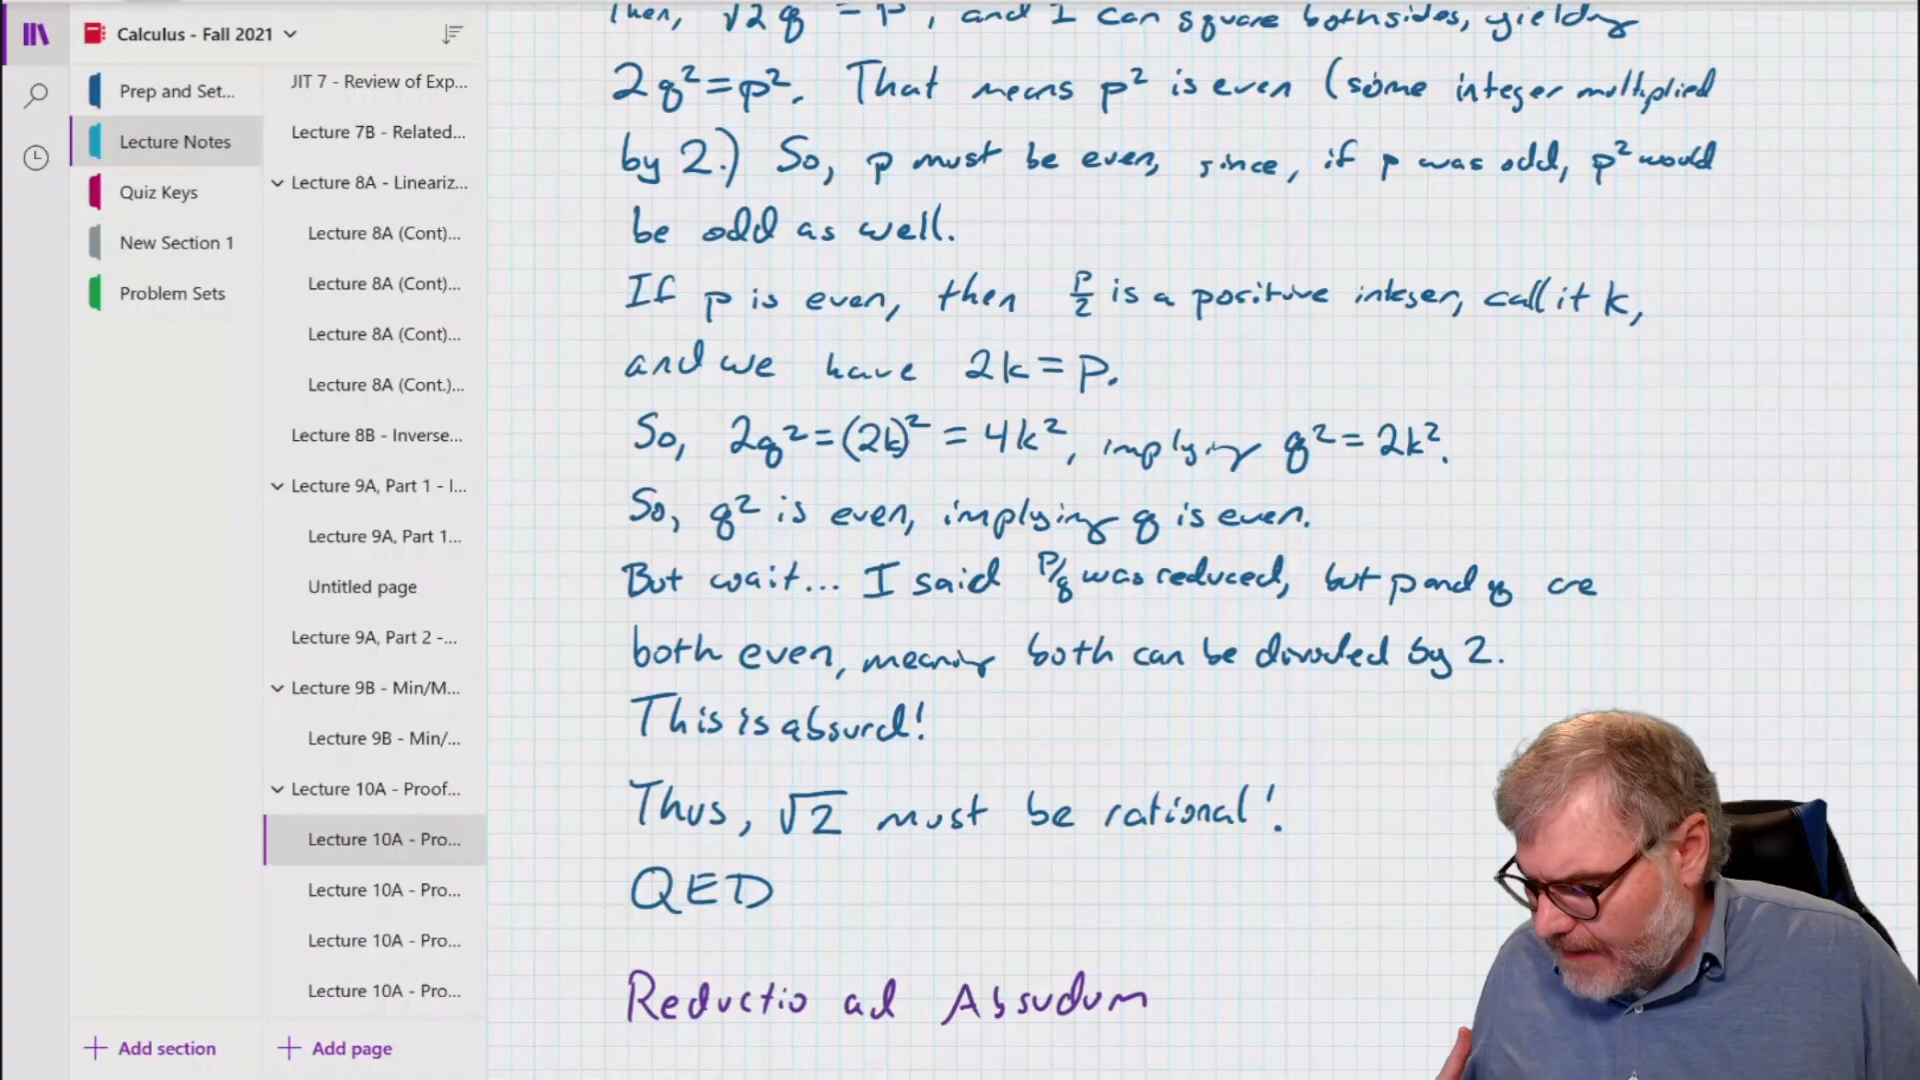 Calculus - Fall 2021
Prep and Set...
Lecture Notes
Quiz Keys
New Section 1
Problem Sets
Add section
JIT 7 - Review of Exp...
Lecture 7B - Related...
Lecture 8A - Lineariz...
Lecture 8A (Cont)...
Lecture 8A (Cont)...
Lecture 8A (Cont)...
Lecture 8A (Cont.)...
Lecture 8B - Inverse...
Lecture 9A, Part 1 - I...
Lecture 9A, Part 1...
Untitled page
Lecture 9A, Part 2 -...
Lecture 9B - Min/M...
Lecture 9B - Min/...
Lecture 10A - Proof...
Lecture 10A - Pro...
Lecture 10A - Pro...
Lecture 10A - Pro...
Lecture 10A - Pro...
Add page
Then, √2 q = p, and I can square both sides, yielding
2q² = p². That means p² is even (some integer multiplied
by 2.) So, p must be even, since, if p was odd, p² would
be odd as well.
If p is even, then p/2 is a positive integer, call it k,
and we have 2k = p.
So, 2q² = (2k)² = 4k², implying q² = 2k².
So, q² is even, implying q is even.
But wait... I said p/q was reduced, but p and q are
both even, meaning both can be divided by 2.
This is absurd!
Thus, √2 must be rational!
QED
Reductio ad Absudum